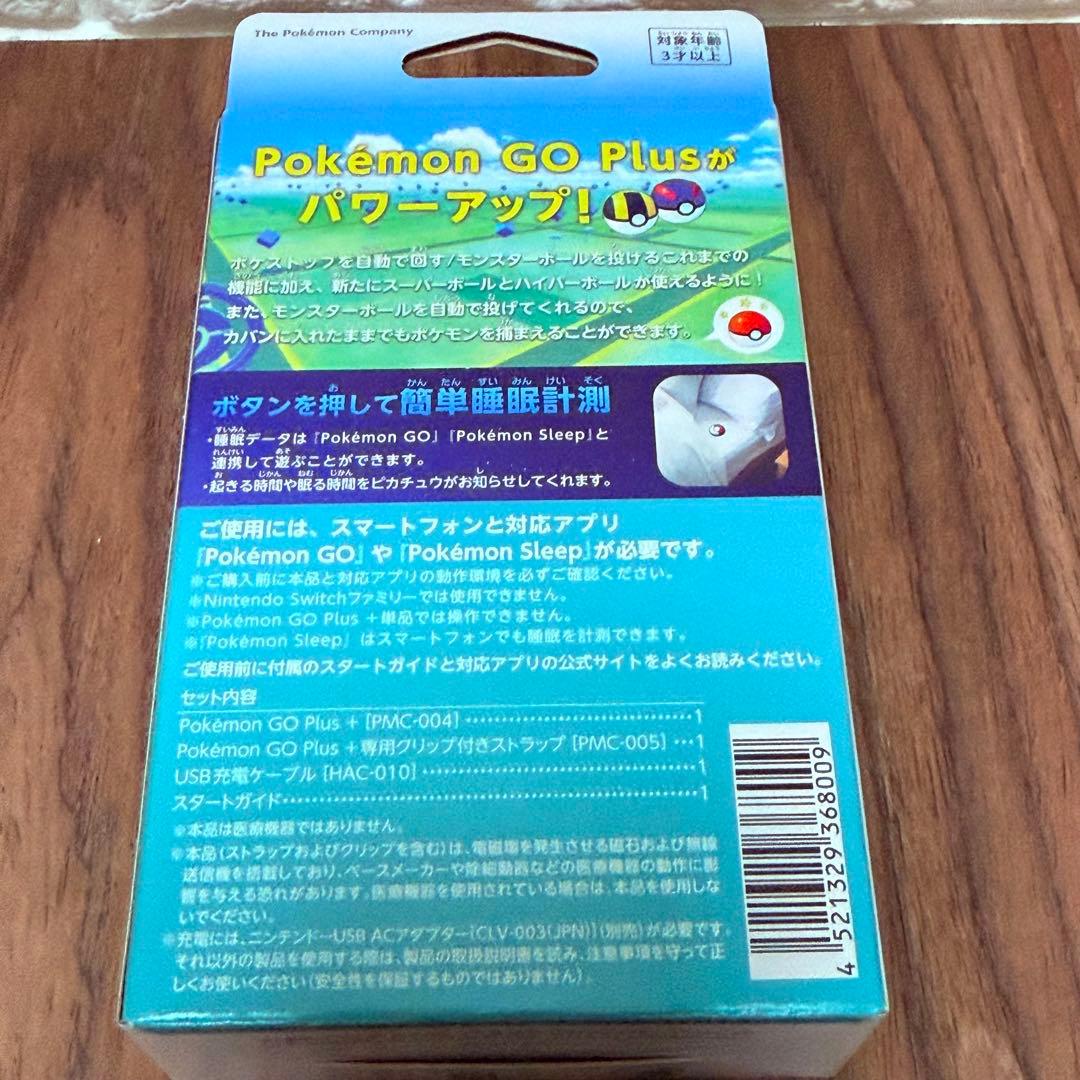 The Pokémon Company
対象年齢
3才以上
Pokémon GO Plusが
パワーアップ!
ポケストップを自動で回す/モンスターボールを投げるこれまでの
機能に加え、新たにスーパーボールとハイパーボールが使えるように!
また、モンスターボールを自動で投げてくれるので、
カバンに入れたままでもポケモンを捕まえることができます。
ボタンを押して簡単睡眠計測
・睡眠データは『Pokémon GO』『Pokémon Sleep』と
連携して遊ぶことができます。
・起きる時間や眠る時間をピカチュウがお知らせしてくれます。
ご使用には、スマートフォンと対応アプリ
『Pokémon GO』や『Pokémon Sleep』が必要です。
※ご購入前に本品と対応アプリの動作環境を必ずご確認ください。
※Nintendo Switchファミリーでは使用できません。
※Pokémon GO Plus +単品では操作できません。
※『Pokémon Sleep』はスマートフォンでも睡眠を計測できます。
ご使用前に付属のスタートガイドと対応アプリの公式サイトをよくお読みください。
セット内容
Pokémon GO Plus + [PMC-004] ……………………………1
Pokémon GO Plus +専用クリップ付きストラップ [PMC-005] …1
USB充電ケーブル [HAC-010] ……………………………………1
スタートガイド……………………………………………………1
※本品は医療機器ではありません。
※本品(ストラップおよびクリップを含む)は、電磁場を発生させる磁石および無線
送信機を搭載しており、ペースメーカーや除細動器などの医療機器の動作に影
響を与える恐れがあります。医療機器を使用されている場合は、本品を使用しな
いでください。
※充電には、ニンテンドーUSB ACアダプター[CLV-003(JPN)](別売)が必要です。
それ以外の製品を使用する際は、製品の取扱説明書を読み、注意事項を守って正
しくお使いください(安全性を保証するものではありません)。
4 521329 368009